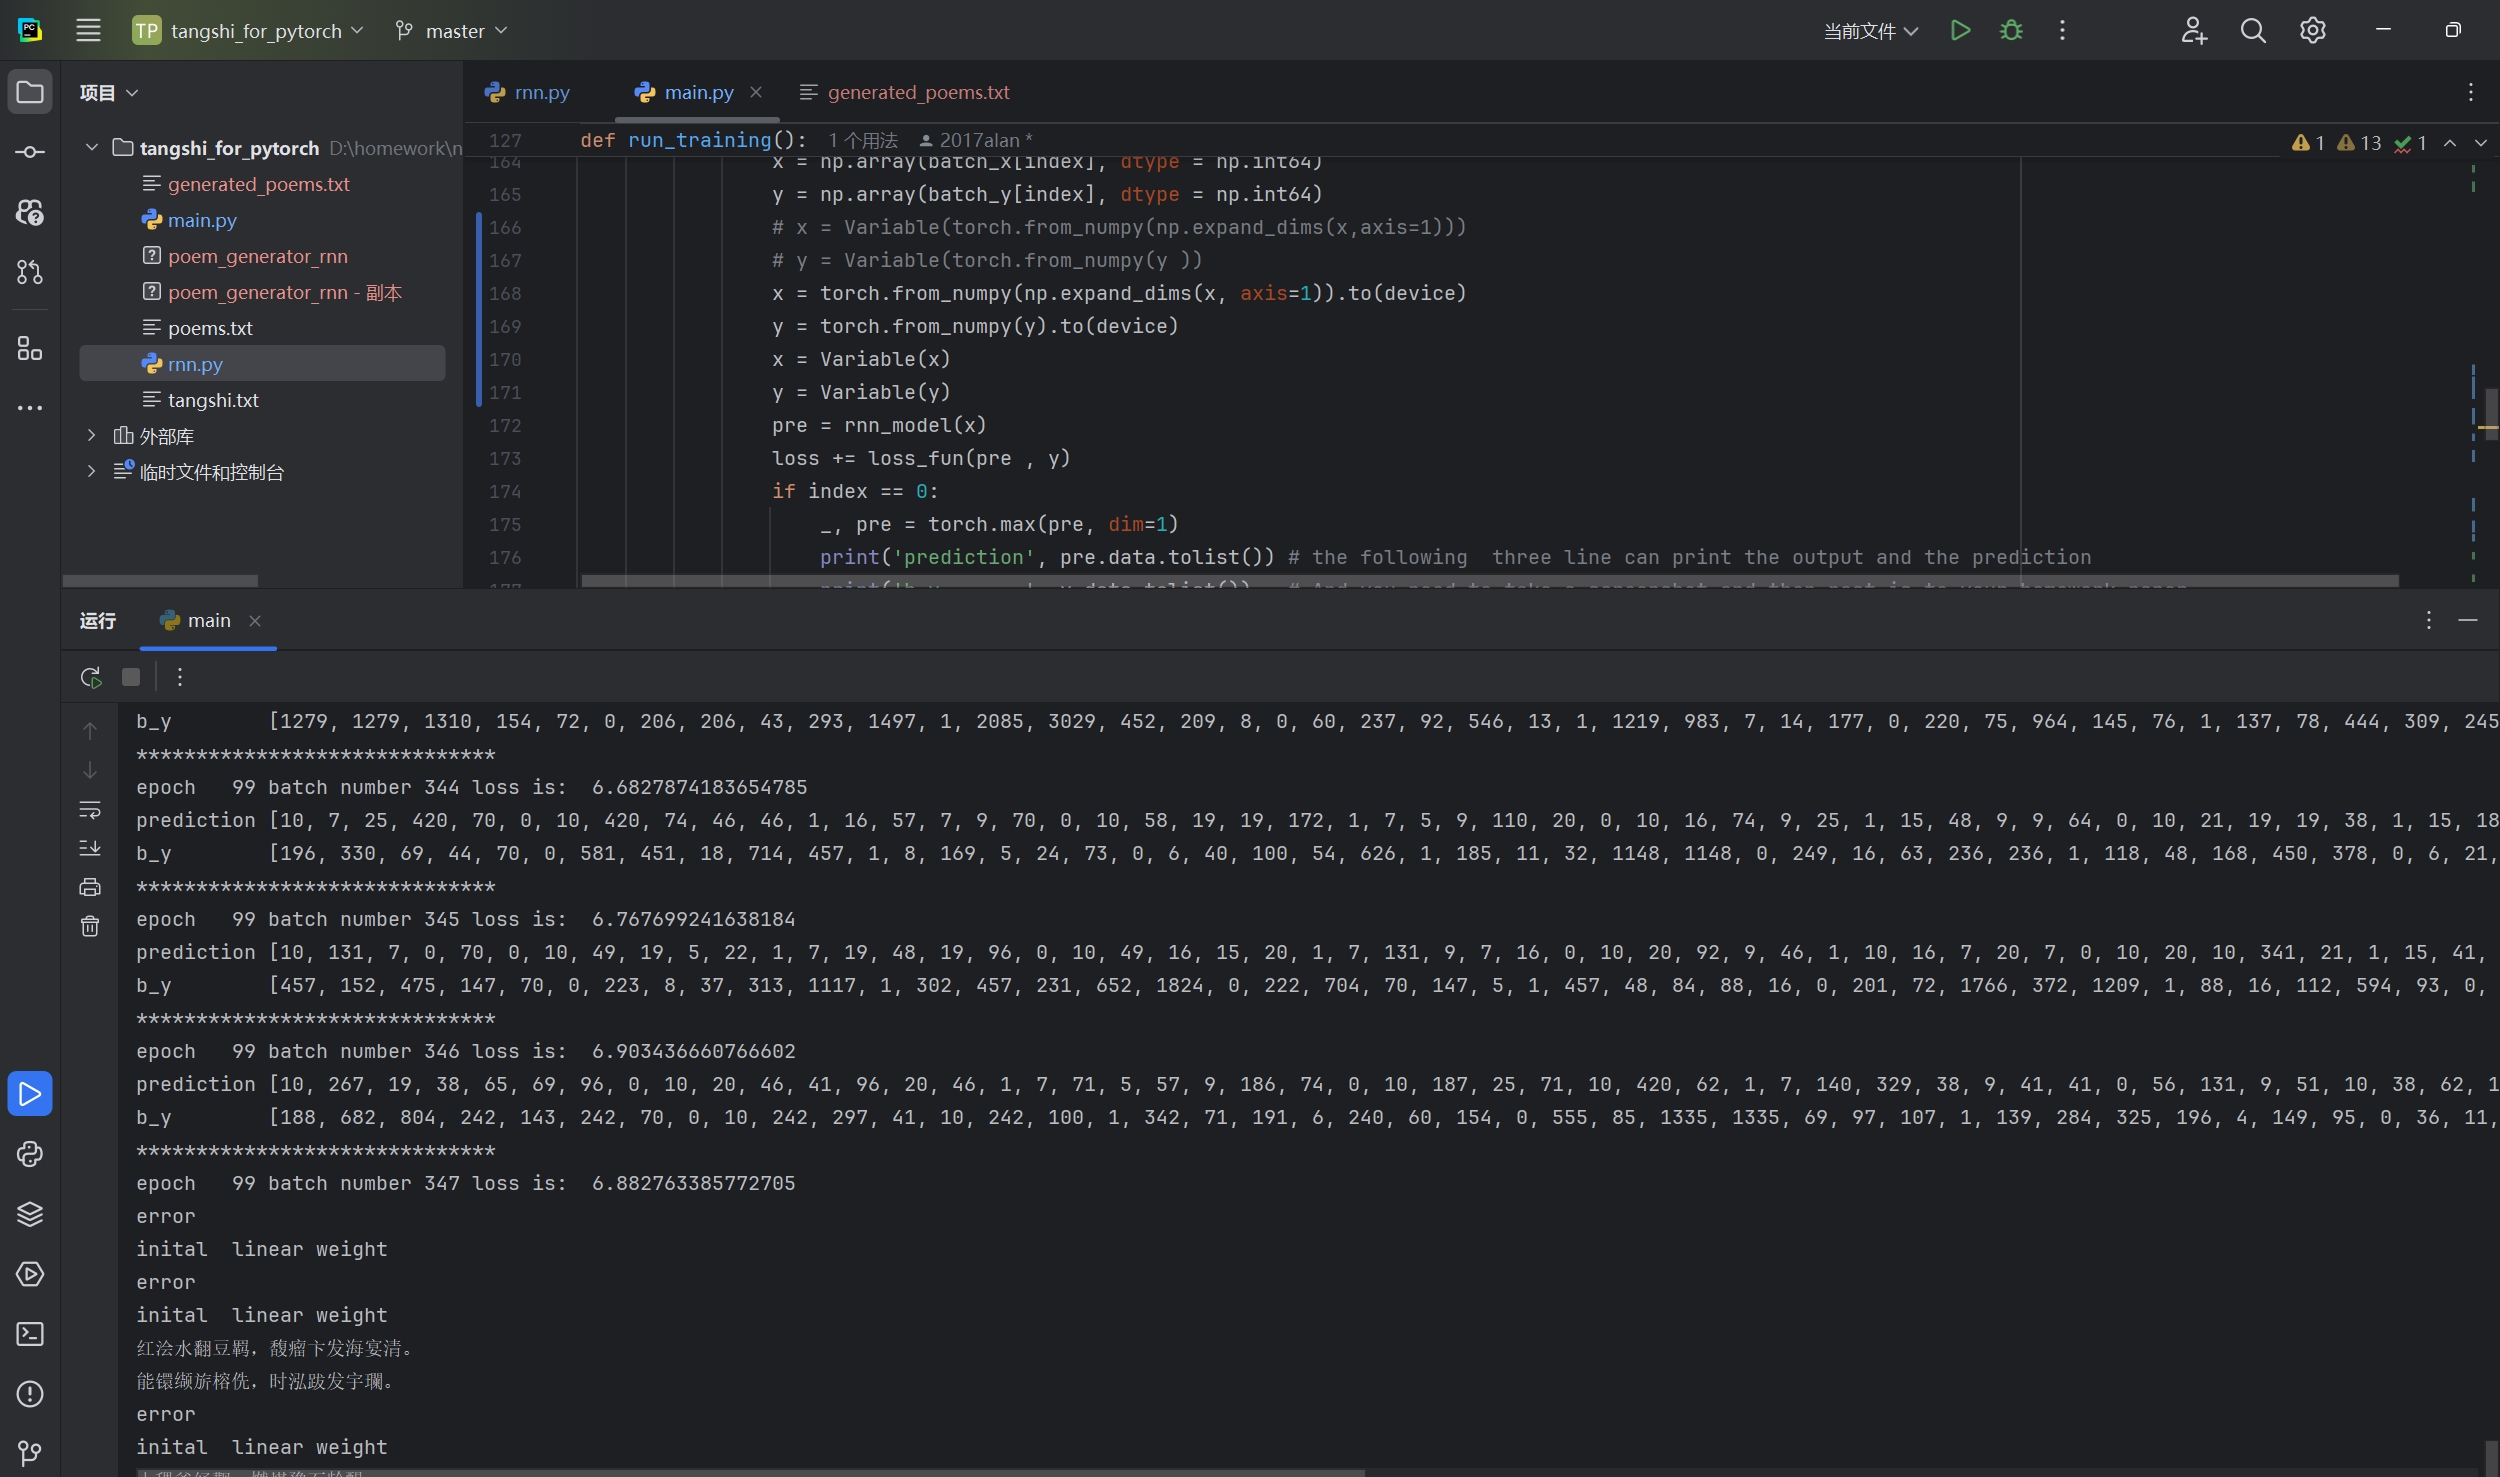 TP tangshi_for_pytorch master 当前文件
项目
tangshi_for_pytorch D:\homework\n
generated_poems.txt
main.py
poem_generator_rnn
poem_generator_rnn - 副本
poems.txt
rnn.py
tangshi.txt
外部库
临时文件和控制台
rnn.py main.py generated_poems.txt
127 def run_training(): 1 个用法 2017alan *
1 13 1
164 x = np.array(batch_x[index], dtype = np.int64)
165 y = np.array(batch_y[index], dtype = np.int64)
166 # x = Variable(torch.from_numpy(np.expand_dims(x,axis=1)))
167 # y = Variable(torch.from_numpy(y ))
168 x = torch.from_numpy(np.expand_dims(x, axis=1)).to(device)
169 y = torch.from_numpy(y).to(device)
170 x = Variable(x)
171 y = Variable(y)
172 pre = rnn_model(x)
173 loss += loss_fun(pre , y)
174 if index == 0:
175 _, pre = torch.max(pre, dim=1)
176 print('prediction', pre.data.tolist()) # the following  three line can print the output and the prediction
运行 main
b_y        [1279, 1279, 1310, 154, 72, 0, 206, 206, 43, 293, 1497, 1, 2085, 3029, 452, 209, 8, 0, 60, 237, 92, 546, 13, 1, 1219, 983, 7, 14, 177, 0, 220, 75, 964, 145, 76, 1, 137, 78, 444, 309, 245
******************************
epoch   99 batch number 344 loss is:  6.6827874183654785
prediction [10, 7, 25, 420, 70, 0, 10, 420, 74, 46, 46, 1, 16, 57, 7, 9, 70, 0, 10, 58, 19, 19, 172, 1, 7, 5, 9, 110, 20, 0, 10, 16, 74, 9, 25, 1, 15, 48, 9, 9, 64, 0, 10, 21, 19, 19, 38, 1, 15, 18
b_y        [196, 330, 69, 44, 70, 0, 581, 451, 18, 714, 457, 1, 8, 169, 5, 24, 73, 0, 6, 40, 100, 54, 626, 1, 185, 11, 32, 1148, 1148, 0, 249, 16, 63, 236, 236, 1, 118, 48, 168, 450, 378, 0, 6, 21,
******************************
epoch   99 batch number 345 loss is:  6.767699241638184
prediction [10, 131, 7, 0, 70, 0, 10, 49, 19, 5, 22, 1, 7, 19, 48, 19, 96, 0, 10, 49, 16, 15, 20, 1, 7, 131, 9, 7, 16, 0, 10, 20, 92, 9, 46, 1, 10, 16, 7, 20, 7, 0, 10, 20, 10, 341, 21, 1, 15, 41,
b_y        [457, 152, 475, 147, 70, 0, 223, 8, 37, 313, 1117, 1, 302, 457, 231, 652, 1824, 0, 222, 704, 70, 147, 5, 1, 457, 48, 84, 88, 16, 0, 201, 72, 1766, 372, 1209, 1, 88, 16, 112, 594, 93, 0,
******************************
epoch   99 batch number 346 loss is:  6.903436660766602
prediction [10, 267, 19, 38, 65, 69, 96, 0, 10, 20, 46, 41, 96, 20, 46, 1, 7, 71, 5, 57, 9, 186, 74, 0, 10, 187, 25, 71, 10, 420, 62, 1, 7, 140, 329, 38, 9, 41, 41, 0, 56, 131, 9, 51, 10, 38, 62, 1
b_y        [188, 682, 804, 242, 143, 242, 70, 0, 10, 242, 297, 41, 10, 242, 100, 1, 342, 71, 191, 6, 240, 60, 154, 0, 555, 85, 1335, 1335, 69, 97, 107, 1, 139, 284, 325, 196, 4, 149, 95, 0, 36, 11,
******************************
epoch   99 batch number 347 loss is:  6.882763385772705
error
inital  linear weight
error
inital  linear weight
红浍水翻豆羁，馥瘤卞发海宴清。
能镮缬旂榕侁，时泓跋发宇瓓。
error
inital  linear weight